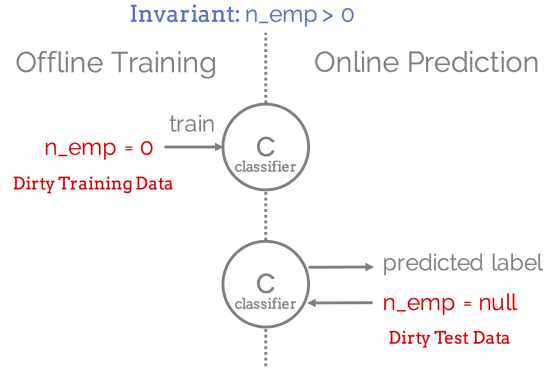 Invariant: n_emp > 0
Offline Training
Online Prediction
train
n_emp = 0
C
classifier
Dirty Training Data
C
classifier
predicted label
n_emp = null
Dirty Test Data